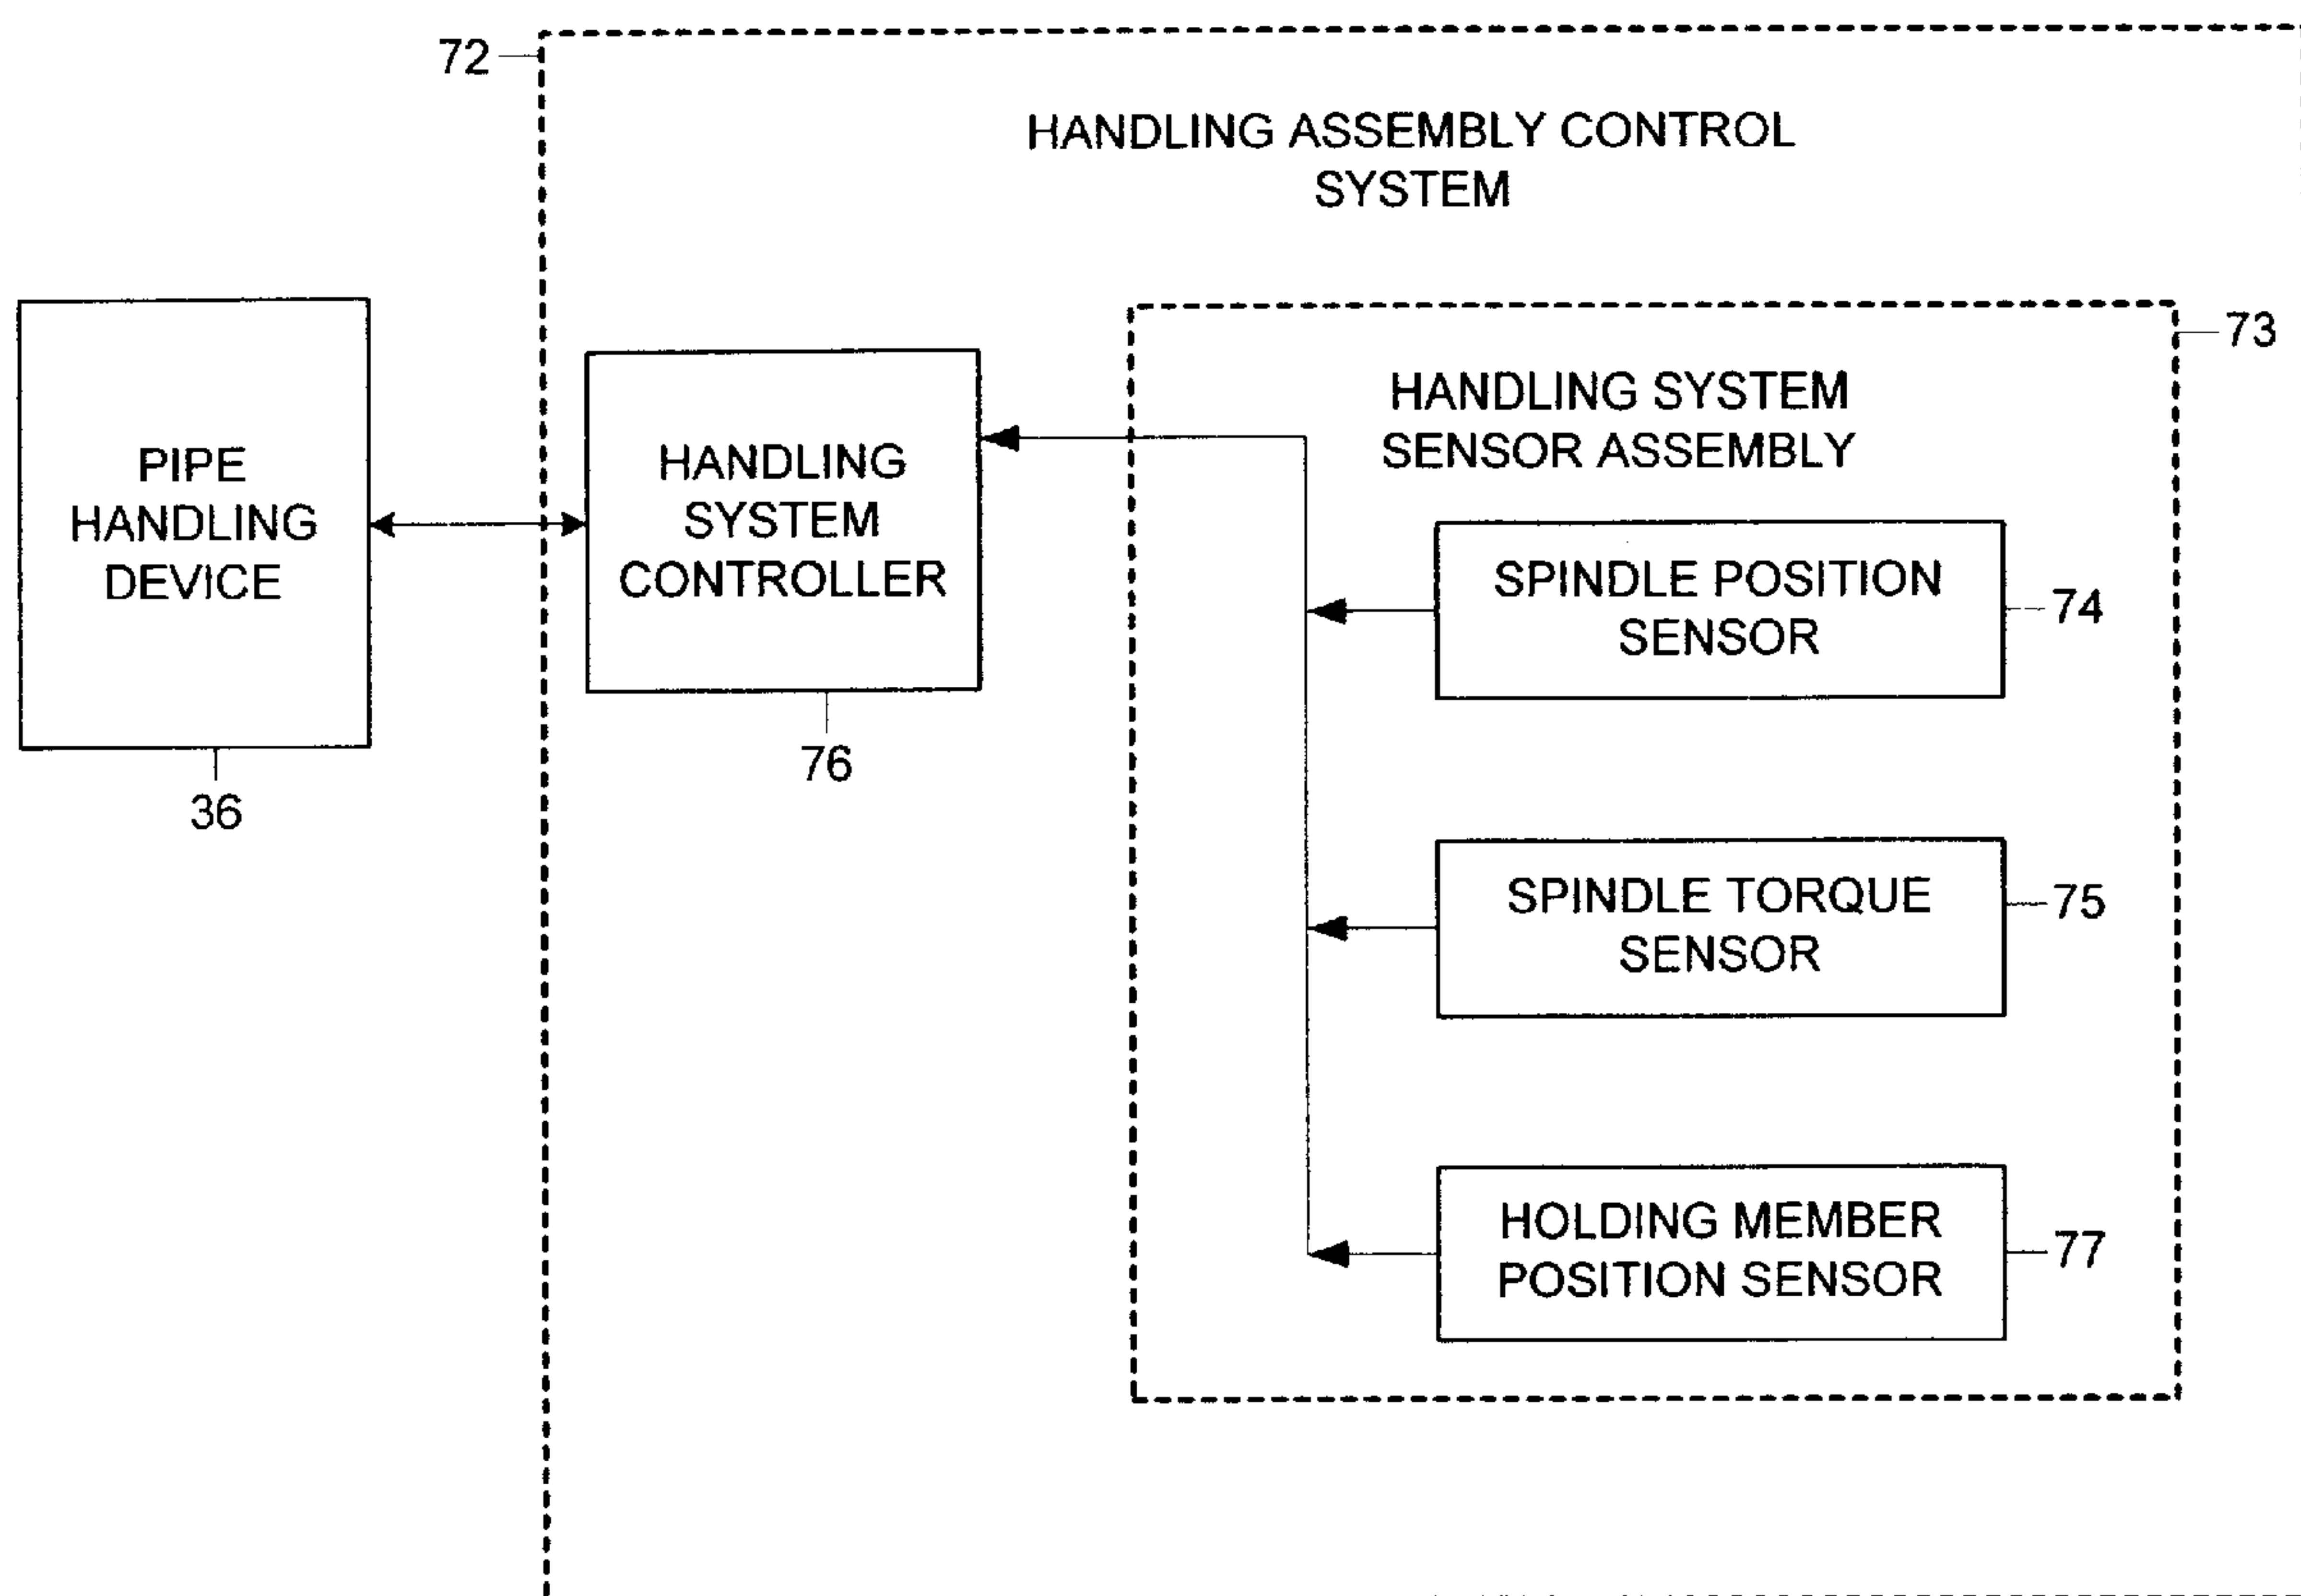 72
HANDLING ASSEMBLY CONTROL
SYSTEM
73
HANDLING SYSTEM
SENSOR ASSEMBLY
PIPE
HANDLING
DEVICE
36
HANDLING
SYSTEM
CONTROLLER
76
SPINDLE POSITION
SENSOR
74
SPINDLE TORQUE
SENSOR
75
HOLDING MEMBER
POSITION SENSOR
77